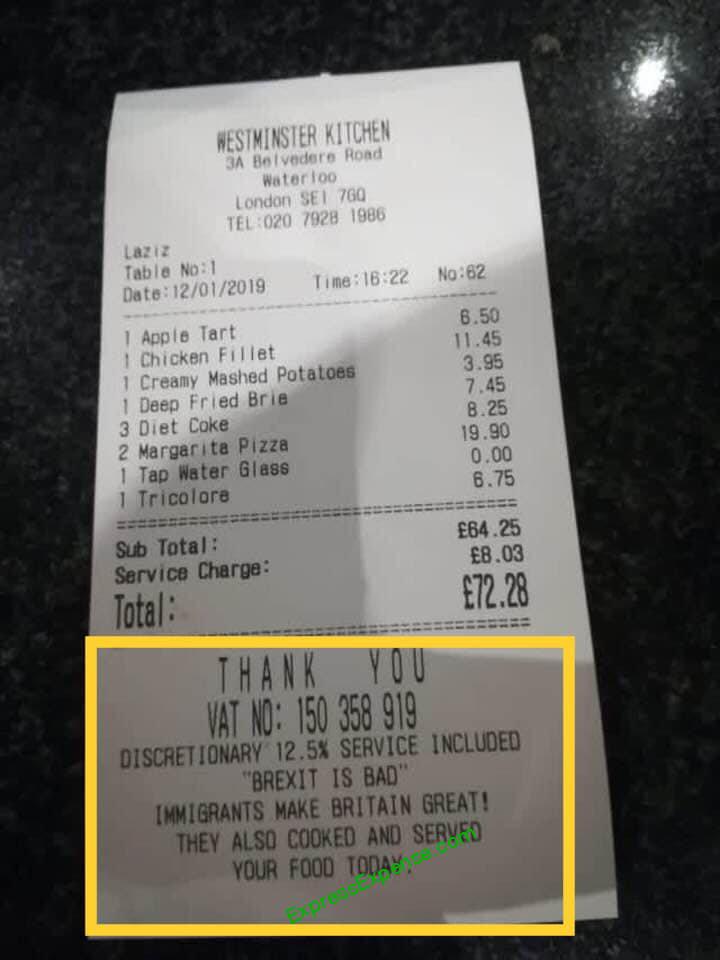 WESTMINSTER KITCHEN
3A Belvedere Road
Waterloo
London SE1 7GQ
TEL:020 7928 1986
Laziz
Table No:1
Date:12/01/2019 Time:16:22 No:62
1 Apple Tart 6.50
1 Chicken Fillet 11.45
1 Creamy Mashed Potatoes 3.95
1 Deep Fried Brie 7.45
3 Diet Coke 8.25
2 Margarita Pizza 19.90
1 Tap Water Glass 0.00
1 Tricolore 6.75
Sub Total: £64.25
Service Charge: £8.03
Total: £72.28
THANK YOU
VAT NO: 150 358 919
DISCRETIONARY 12.5% SERVICE INCLUDED
"BREXIT IS BAD"
IMMIGRANTS MAKE BRITAIN GREAT!
THEY ALSO COOKED AND SERVED
YOUR FOOD TODAY.
ExpressExpense.com